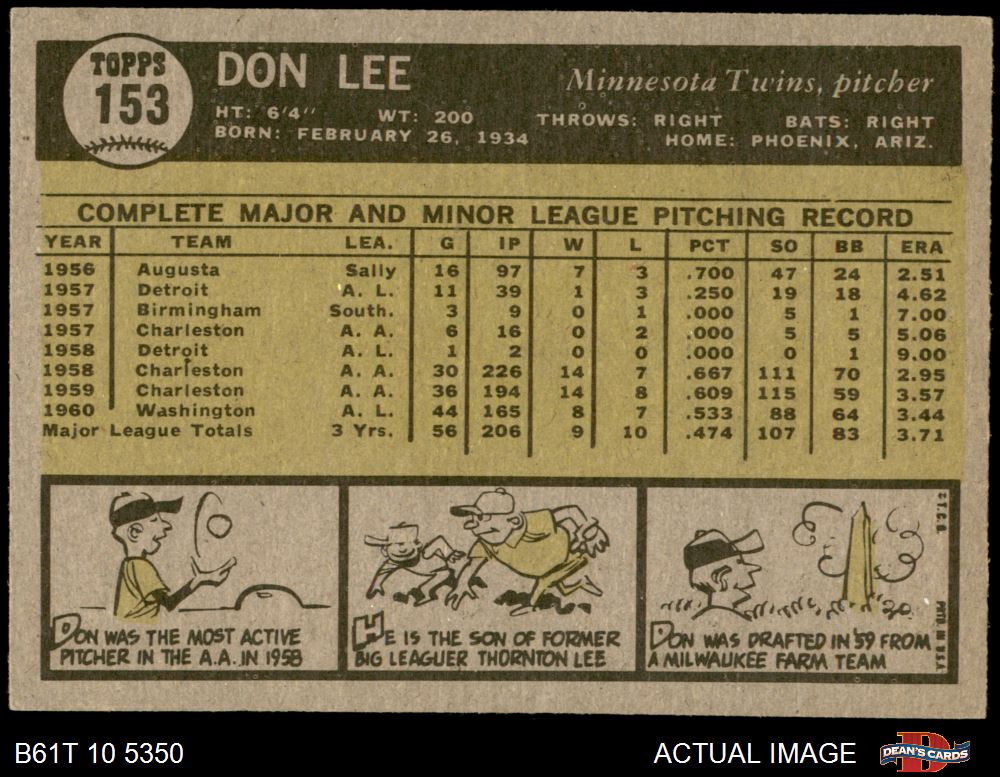 TOPPS
153
DON LEE
Minnesota Twins, pitcher
HT: 6'4" WT: 200 THROWS: RIGHT BATS: RIGHT
BORN: FEBRUARY 26, 1934 HOME: PHOENIX, ARIZ.
COMPLETE MAJOR AND MINOR LEAGUE PITCHING RECORD
YEAR TEAM LEA. G IP W L PCT SO BB ERA
1956 Augusta Sally 16 97 7 3 .700 47 24 2.51
1957 Detroit A. L. 11 39 1 3 .250 19 18 4.62
1957 Birmingham South. 3 9 0 1 .000 5 1 7.00
1957 Charleston A. A. 6 16 0 2 .000 5 5 5.06
1958 Detroit A. L. 1 2 0 0 .000 0 1 9.00
1958 Charleston A. A. 30 226 14 7 .667 111 70 2.95
1959 Charleston A. A. 36 194 14 8 .609 115 59 3.57
1960 Washington A. L. 44 165 8 7 .533 88 64 3.44
Major League Totals 3 Yrs. 56 206 9 10 .474 107 83 3.71
DON WAS THE MOST ACTIVE
PITCHER IN THE A.A. IN 1958
HE IS THE SON OF FORMER
BIG LEAGUER THORNTON LEE
DON WAS DRAFTED IN '59 FROM
A MILWAUKEE FARM TEAM
© T.C.G. PRTD. IN U.S.A.
B61T 10 5350
ACTUAL IMAGE
DEAN'S CARDS